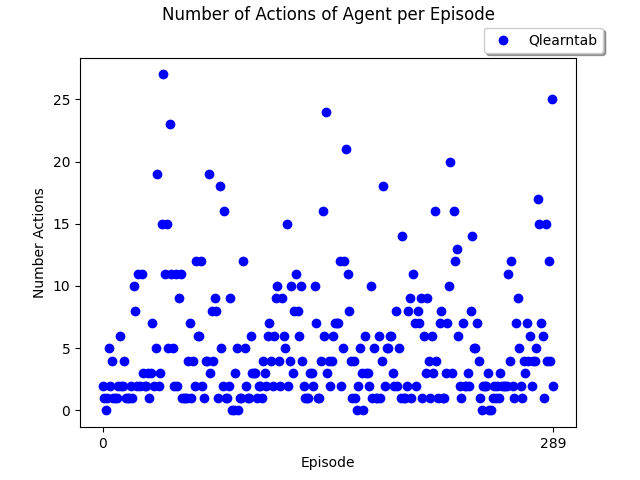 Number of Actions of Agent per Episode
Qlearntab
25
20
15
10
5
0
Number Actions
0 289
Episode